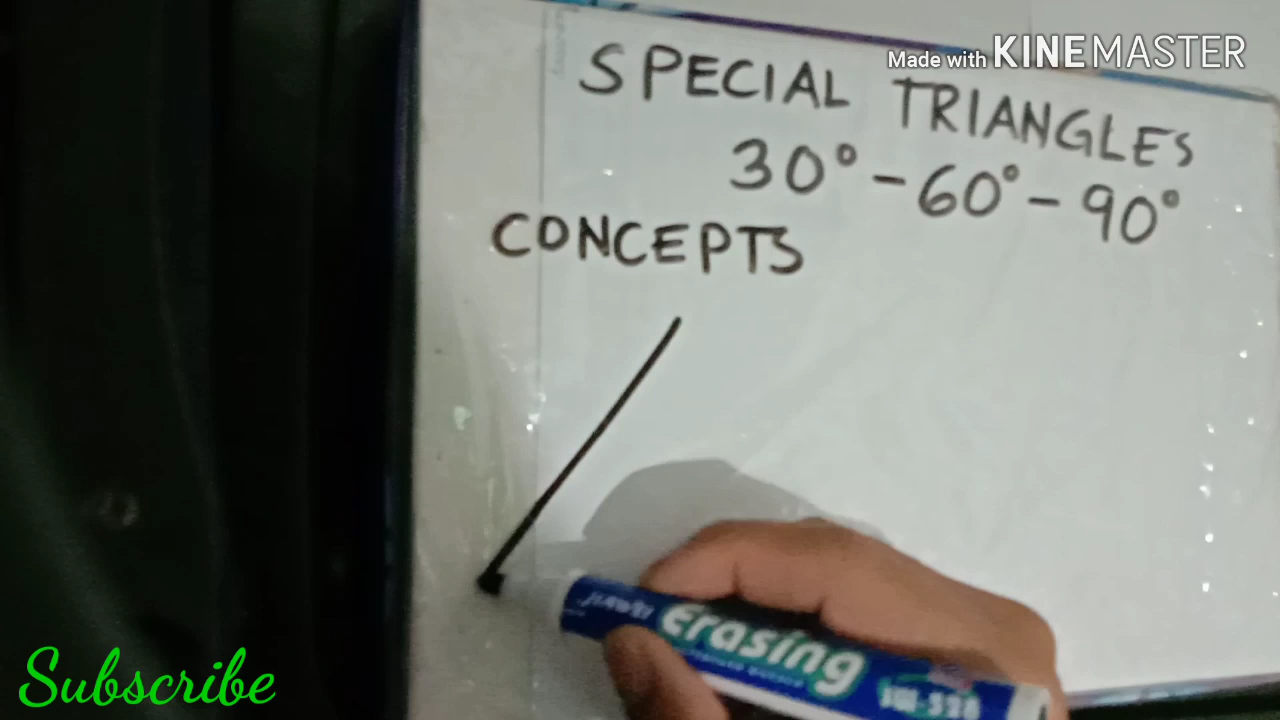 Made with KINEMASTER
SPECIAL TRIANGLES
30° - 60° - 90°
CONCEPTS
Erasing
Subscribe